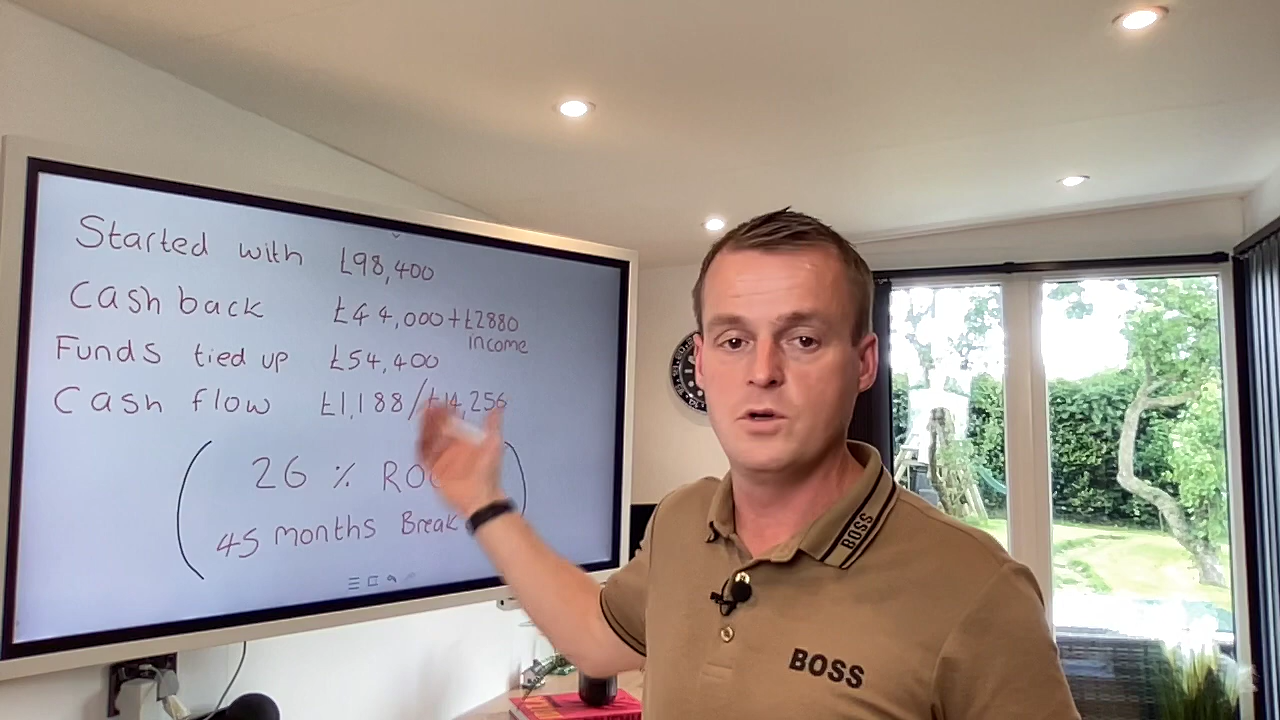 Started with £98,400
Cash back £44,000+£2880
income
Funds tied up £54,400
Cash flow £1,188/£14,256
26 % 
45 months Break
BOSS
BOSS